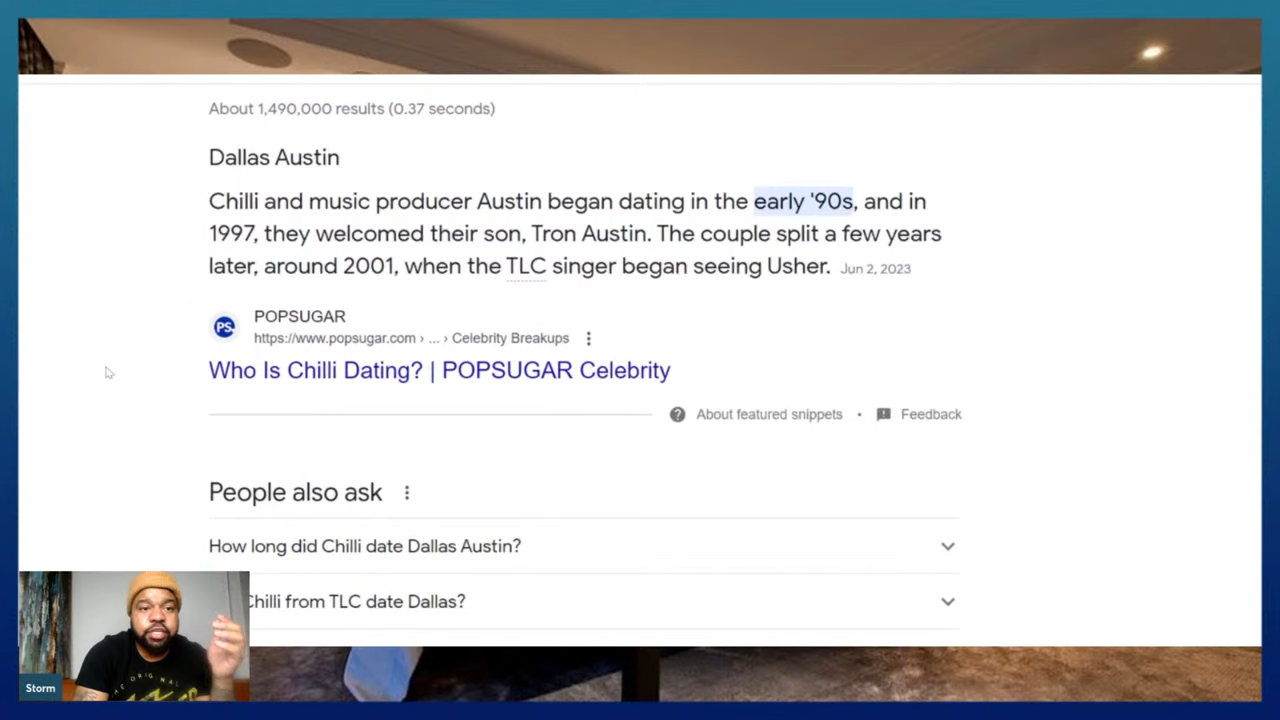 About 1,490,000 results (0.37 seconds)
Dallas Austin
Chilli and music producer Austin began dating in the early '90s, and in
1997, they welcomed their son, Tron Austin. The couple split a few years
later, around 2001, when the TLC singer began seeing Usher. Jun 2, 2023
PS
POPSUGAR
https://www.popsugar.com › ... › Celebrity Breakups
Who Is Chilli Dating? | POPSUGAR Celebrity
About featured snippets • Feedback
People also ask
How long did Chilli date Dallas Austin?
Chilli from TLC date Dallas?
ORIGINAL
Storm